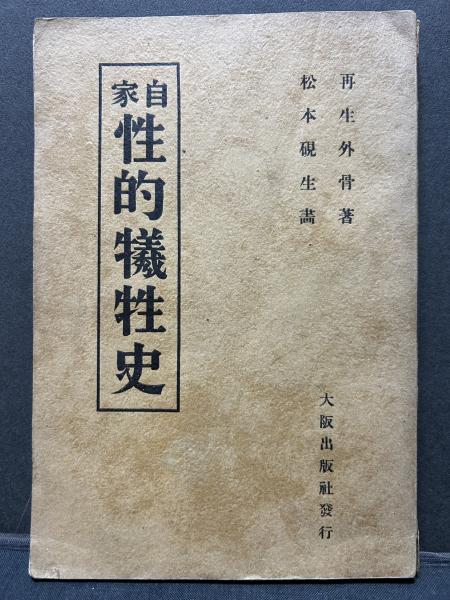 再生外骨著
松本硯生畵
大阪出版社發行
自家
性的犠牲史